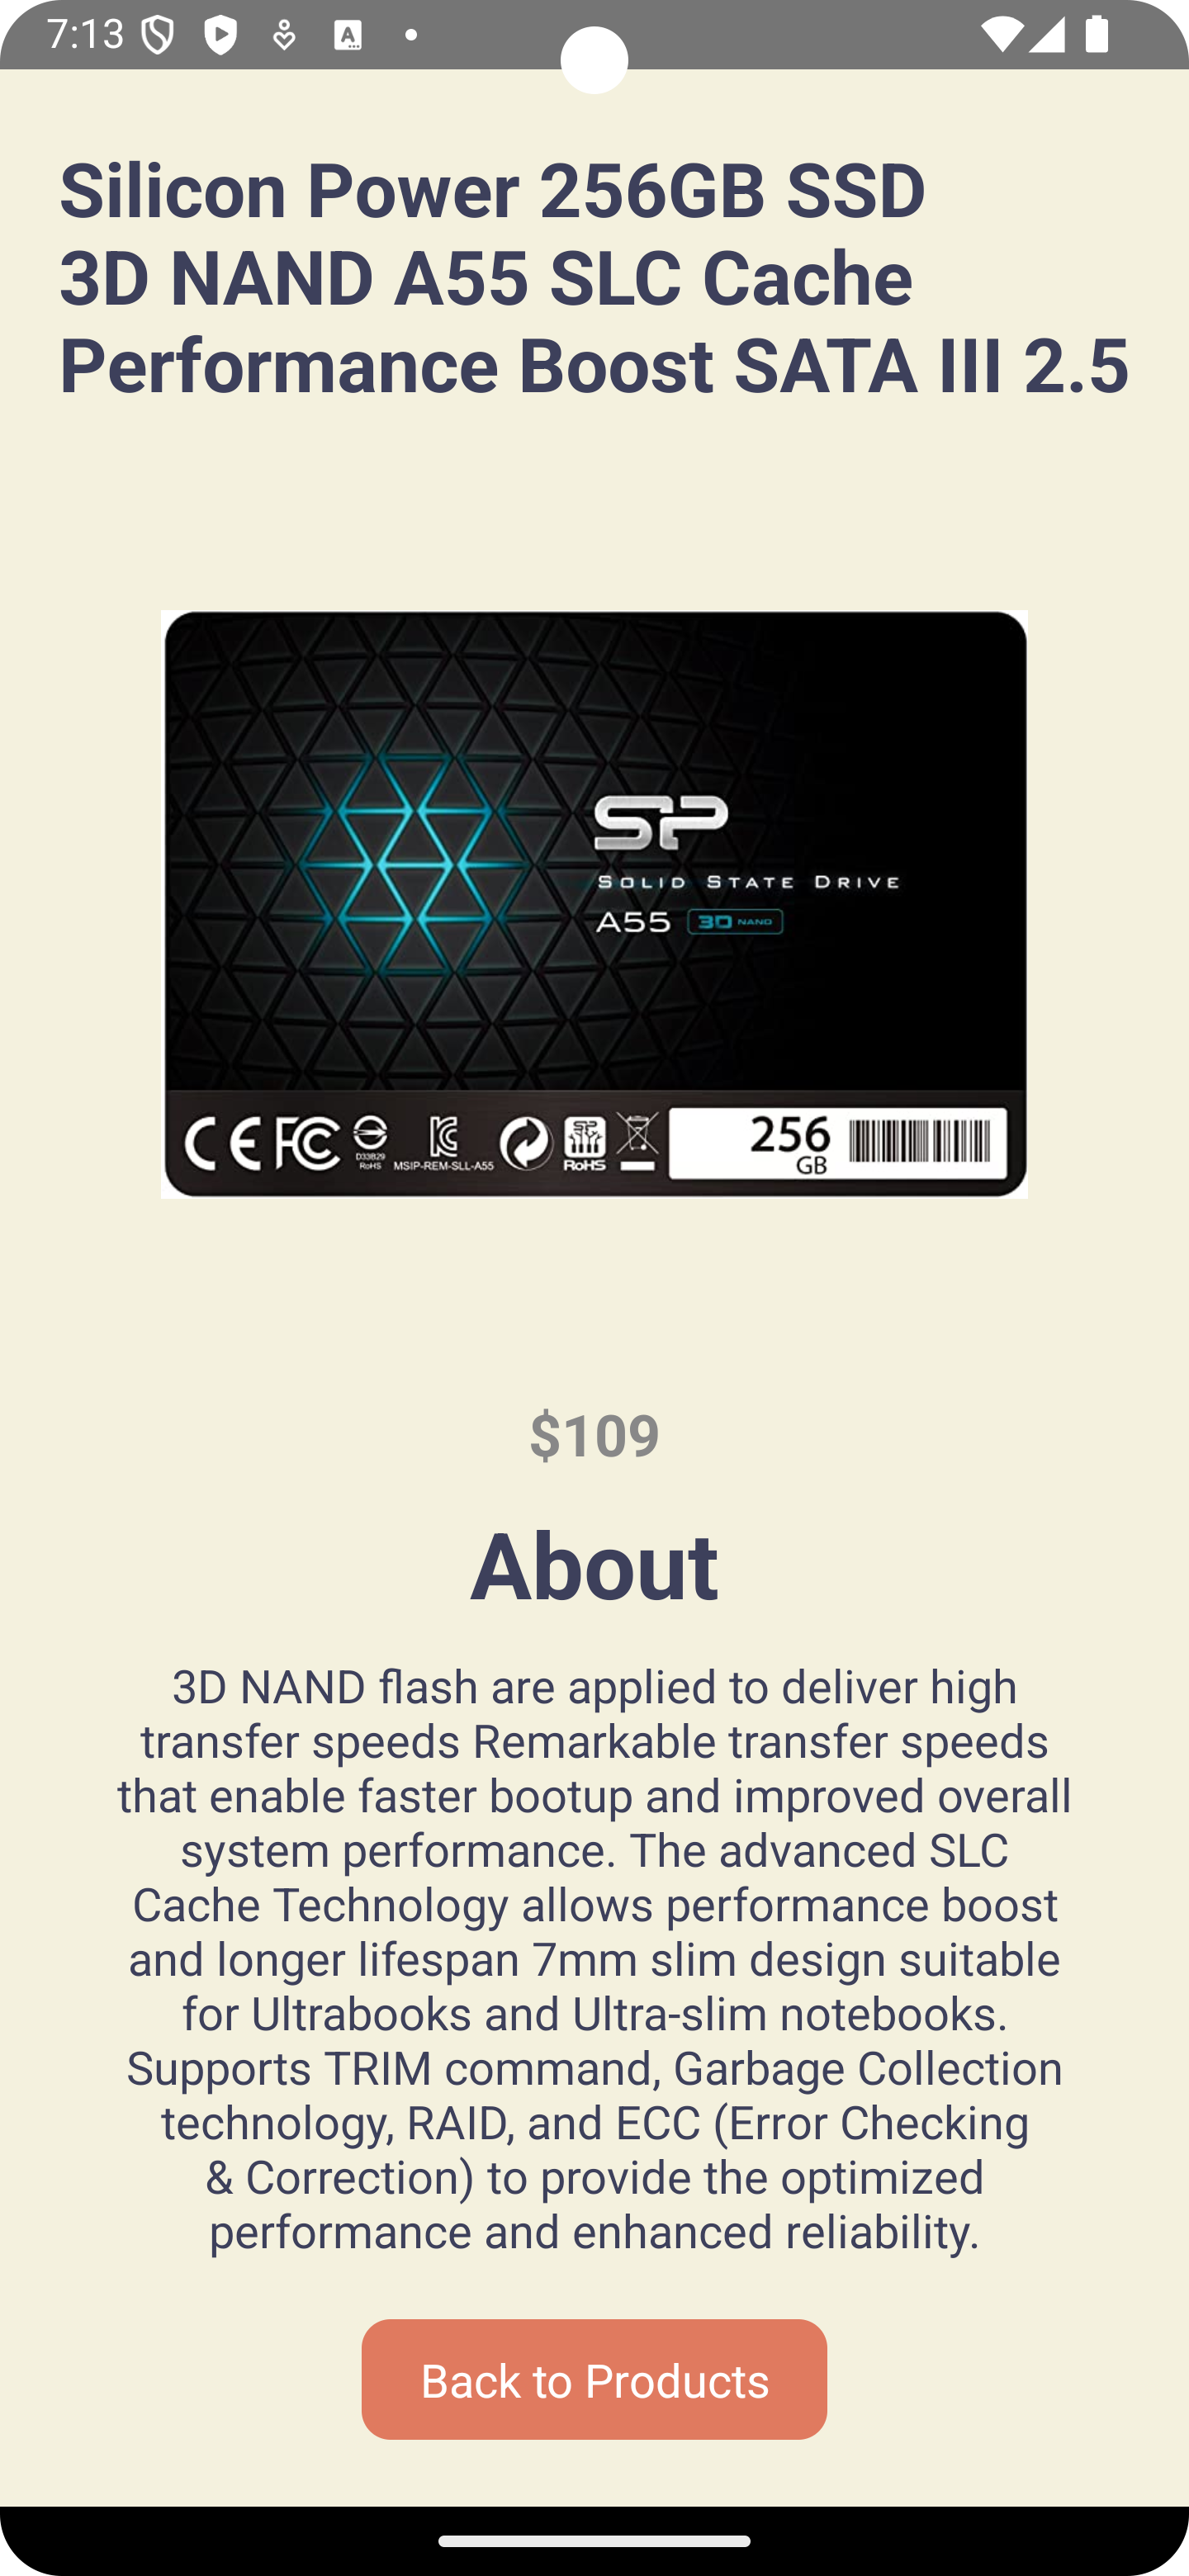 7:13
Silicon Power 256GB SSD
3D NAND A55 SLC Cache
Performance Boost SATA III 2.5
SP
SOLID STATE DRIVE
A55 3D NAND
CE FC D33B29 RoHS MSIP-REM-SLL-A55 RoHS 256 GB
$109
About
3D NAND flash are applied to deliver high
transfer speeds Remarkable transfer speeds
that enable faster bootup and improved overall
system performance. The advanced SLC
Cache Technology allows performance boost
and longer lifespan 7mm slim design suitable
for Ultrabooks and Ultra-slim notebooks.
Supports TRIM command, Garbage Collection
technology, RAID, and ECC (Error Checking
& Correction) to provide the optimized
performance and enhanced reliability.
Back to Products